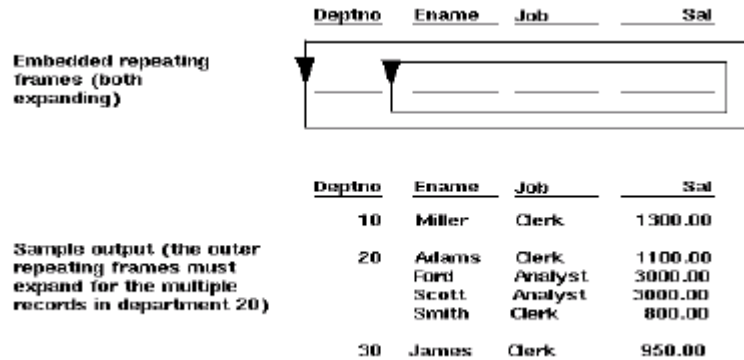 Deptno Ename Job Sal
Embedded repeating
frames (both
expanding)
Deptno Ename Job Sal
10 Miller Clerk 1300.00
Sample output (the outer
repeating frames must
expand for the multiple
records in department 20)
20 Adams Clerk 1100.00
Ford Analyst 3000.00
Scott Analyst 3000.00
Smith Clerk 800.00
30 James Clerk 950.00